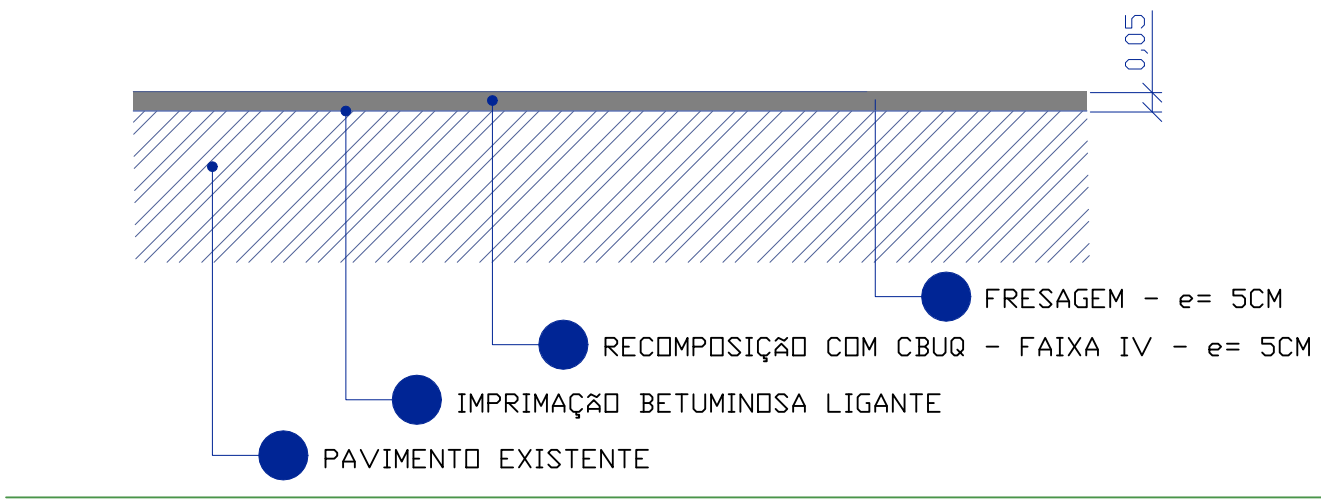 0,05
FRESAGEM - e= 5CM
RECOMPOSIÇÃO COM CBUQ - FAIXA IV - e= 5CM
IMPRIMAÇÃO BETUMINOSA LIGANTE
PAVIMENTO EXISTENTE